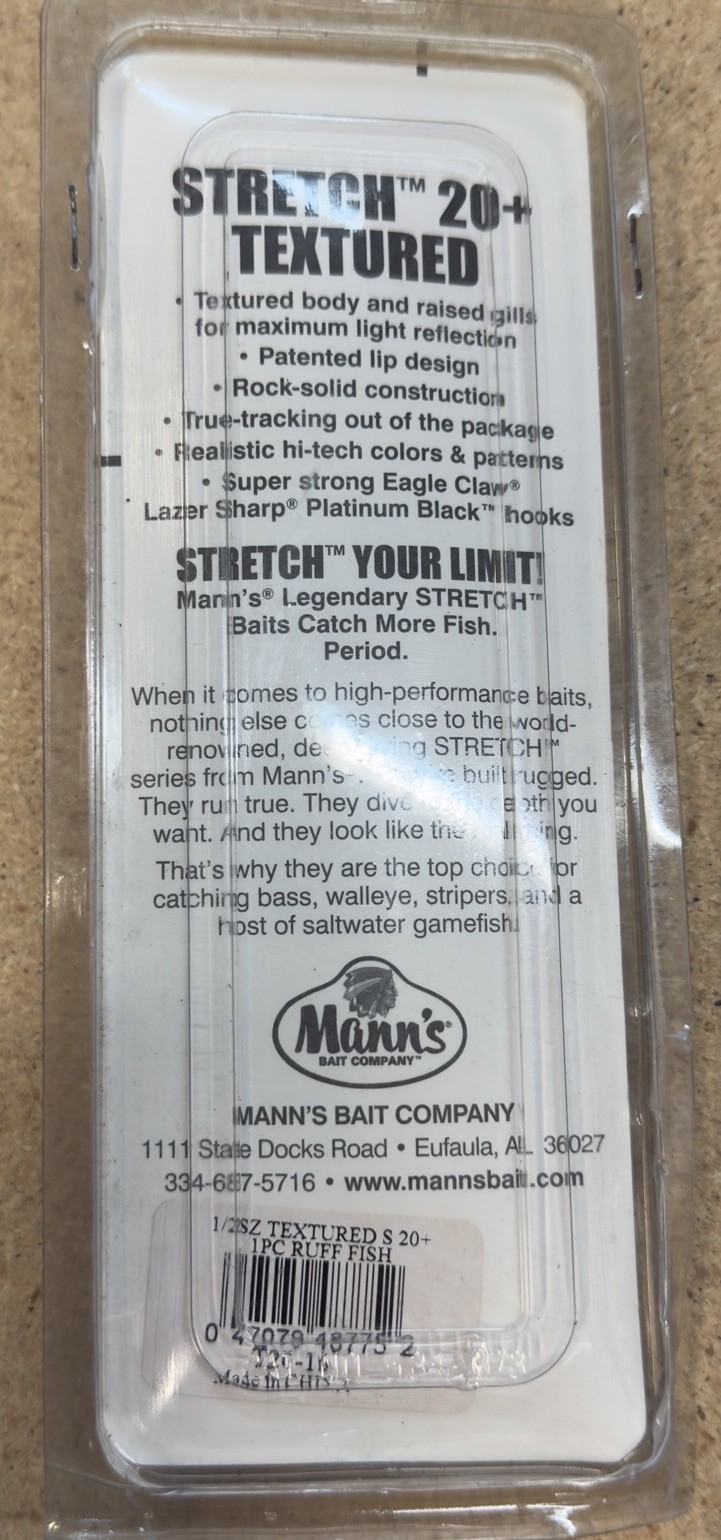 STRETCH™ 20+
TEXTURED
• Textured body and raised gills
for maximum light reflection
• Patented lip design
• Rock-solid construction
• True-tracking out of the package
• Realistic hi-tech colors & patterns
• Super strong Eagle Claw®
Lazer Sharp® Platinum Black™ hooks
STRETCH™ YOUR LIMIT!
Mann's® Legendary STRETCH™
Baits Catch More Fish.
Period.
When it comes to high-performance baits,
nothing else comes close to the world-
renowned, STRETCH™
series from Mann's built rugged.
They run true. They dive depth you
want. And they look like the
That's why they are the top choice for
catching bass, walleye, stripers, and a
host of saltwater gamefish.
Mann's®
BAIT COMPANY™
MANN'S BAIT COMPANY
1111 State Docks Road • Eufaula, AL 36027
334-687-5716 • www.mannsbait.com
1/2SZ TEXTURED S 20+
1PC RUFF FISH
0 47079 48775 2
Made in CHINA